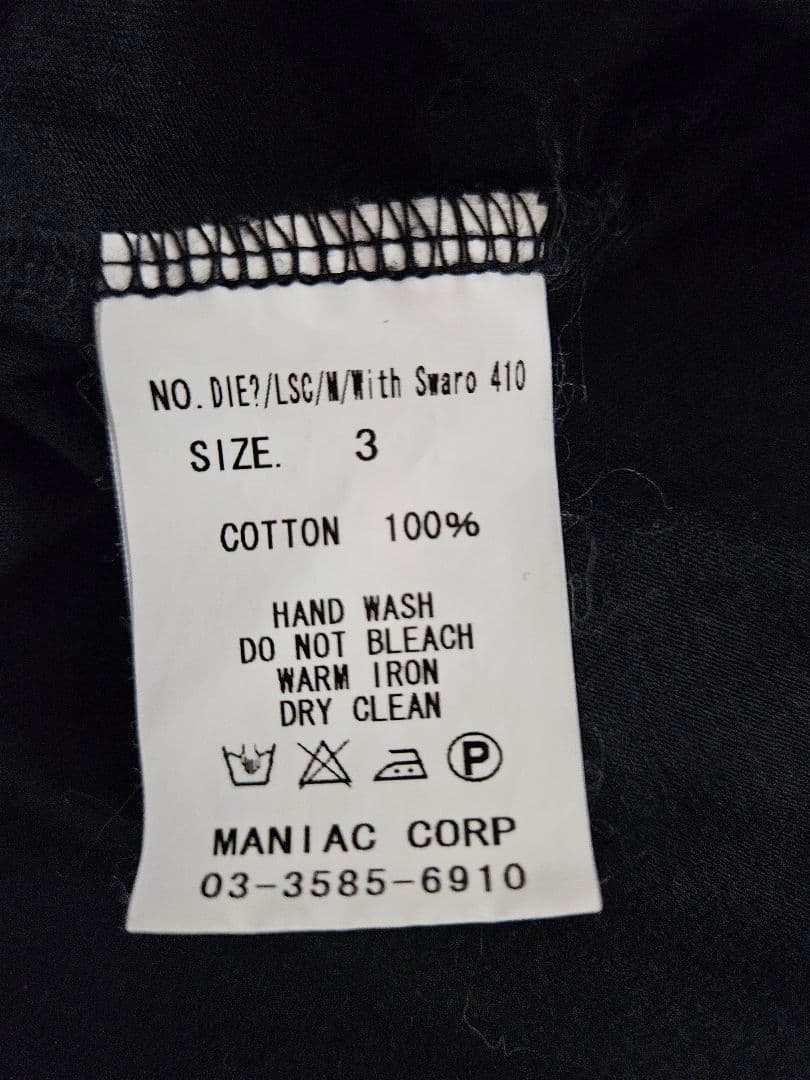 NO. DIE?/LSC/M/With Swaro 410
SIZE. 3
COTTON 100%
HAND WASH
DO NOT BLEACH
WARM IRON
DRY CLEAN
P
MANIAC CORP
03-3585-6910